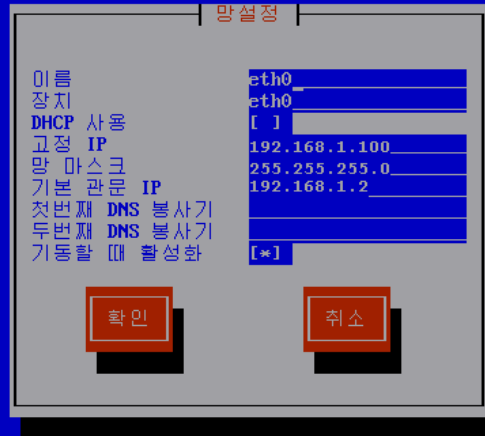 망설정
이름 eth0
장치 eth0
DHCP 사용 [ ]
고정 IP 192.168.1.100
망 마스크 255.255.255.0
기본 관문 IP 192.168.1.2
첫번째 DNS 봉사기
두번째 DNS 봉사기
기동할 때 활성화 [*]
확인 취소